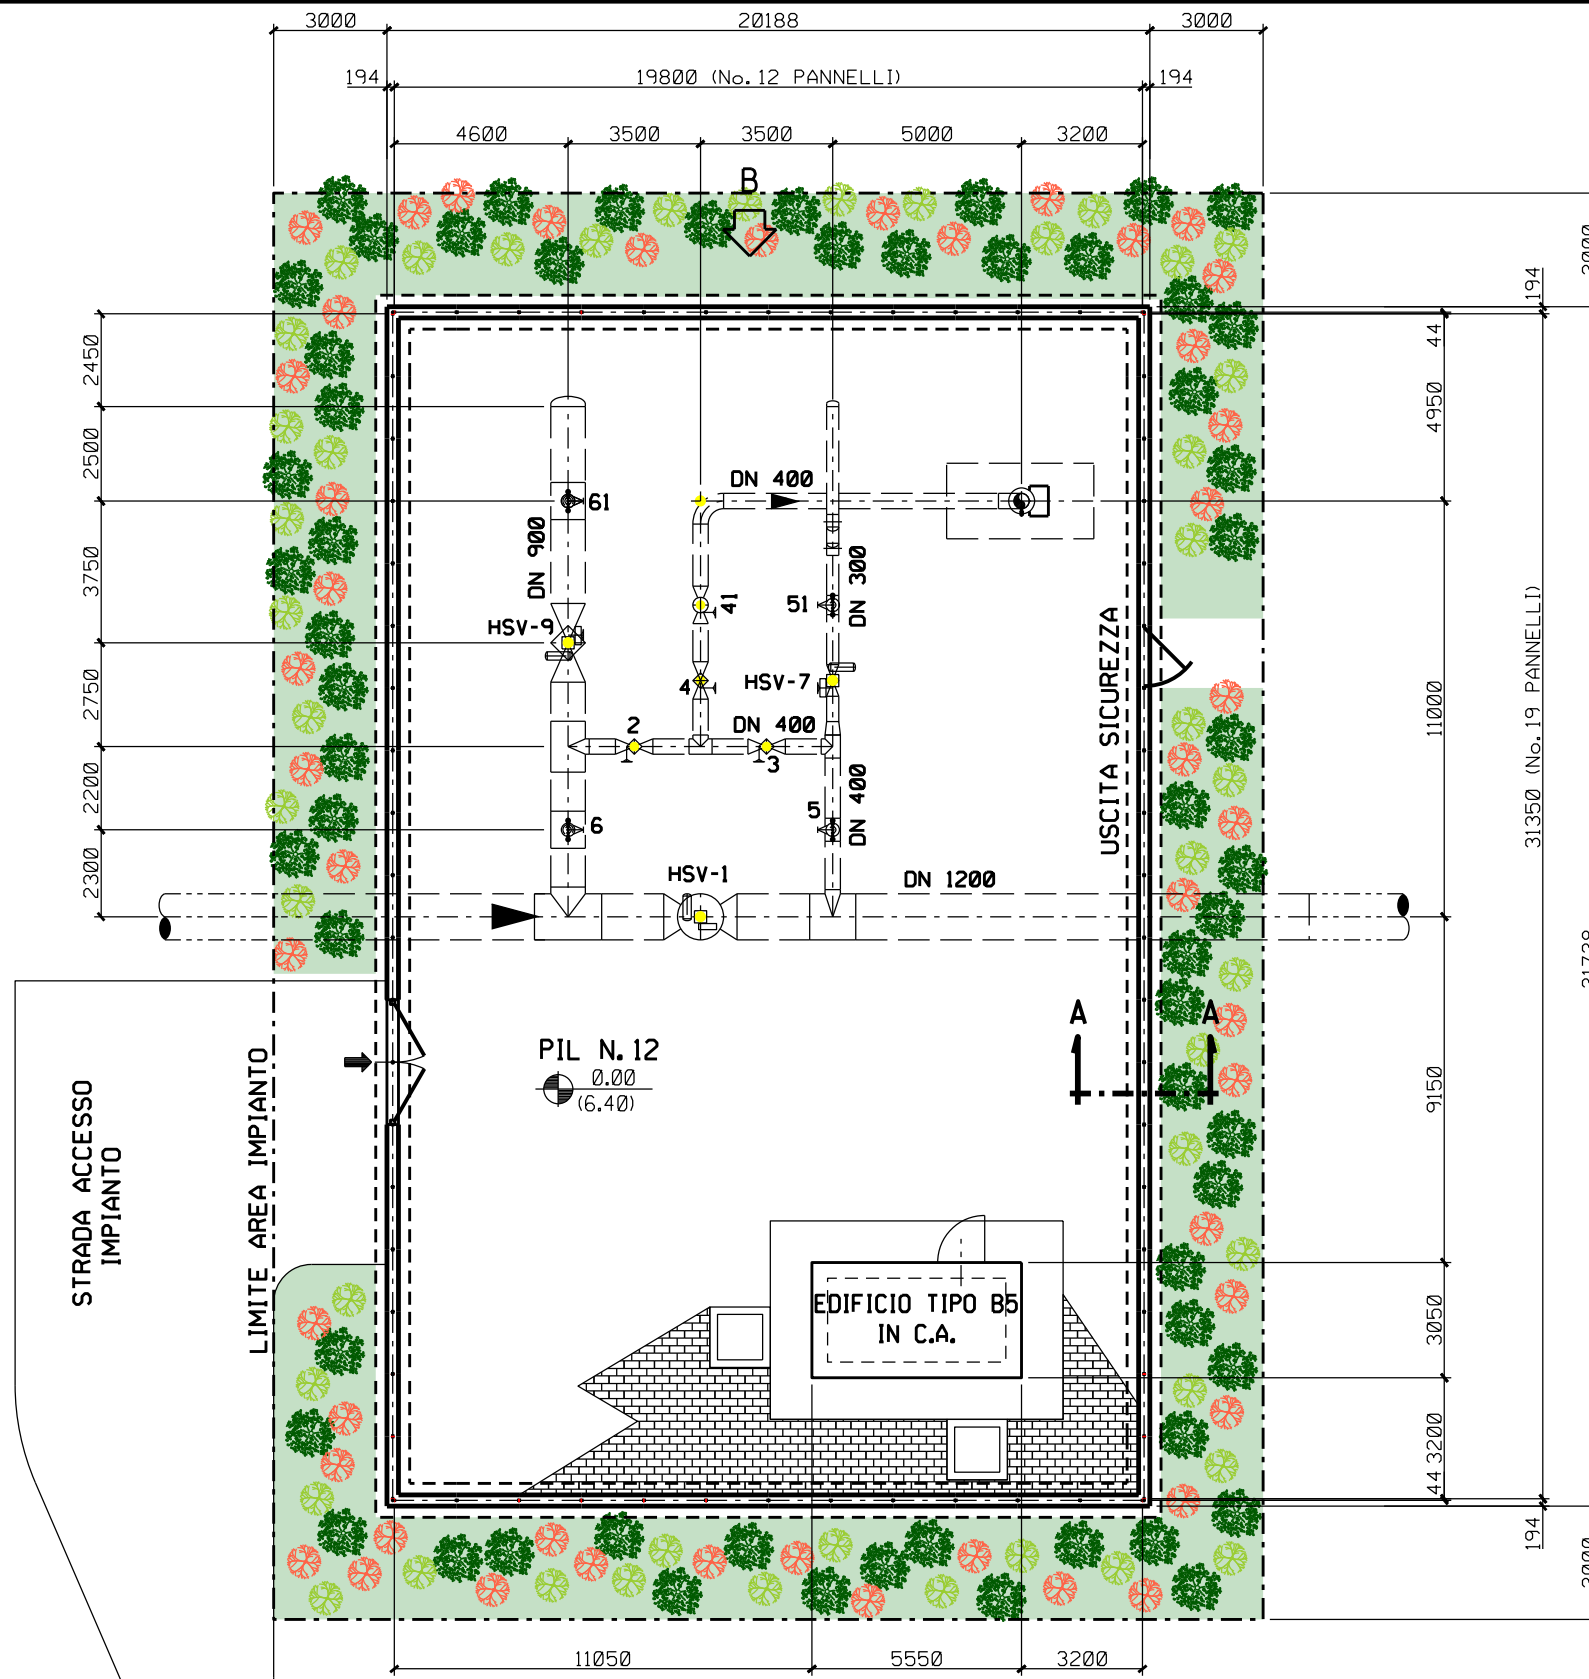 3000
20188
3000
194
19800 (No.12 PANNELLI)
194
4600
3500
3500
5000
3200
B
194
44
2450
4950
2500
DN 400
61
DN 900
3750
41
51
DN 300
HSV-9
USCITA SICUREZZA
31350 (No.19 PANNELLI)
4
HSV-7
2750
11000
2
DN 400
3
2200
6
5
DN 400
2300
HSV-1
DN 1200
A
A
PIL N.12
0.00
(6.40)
STRADA ACCESSO
IMPIANTO
LIMITE AREA IMPIANTO
9150
EDIFICIO TIPO B5
IN C.A.
3050
3200
44
194
11050
5550
3200